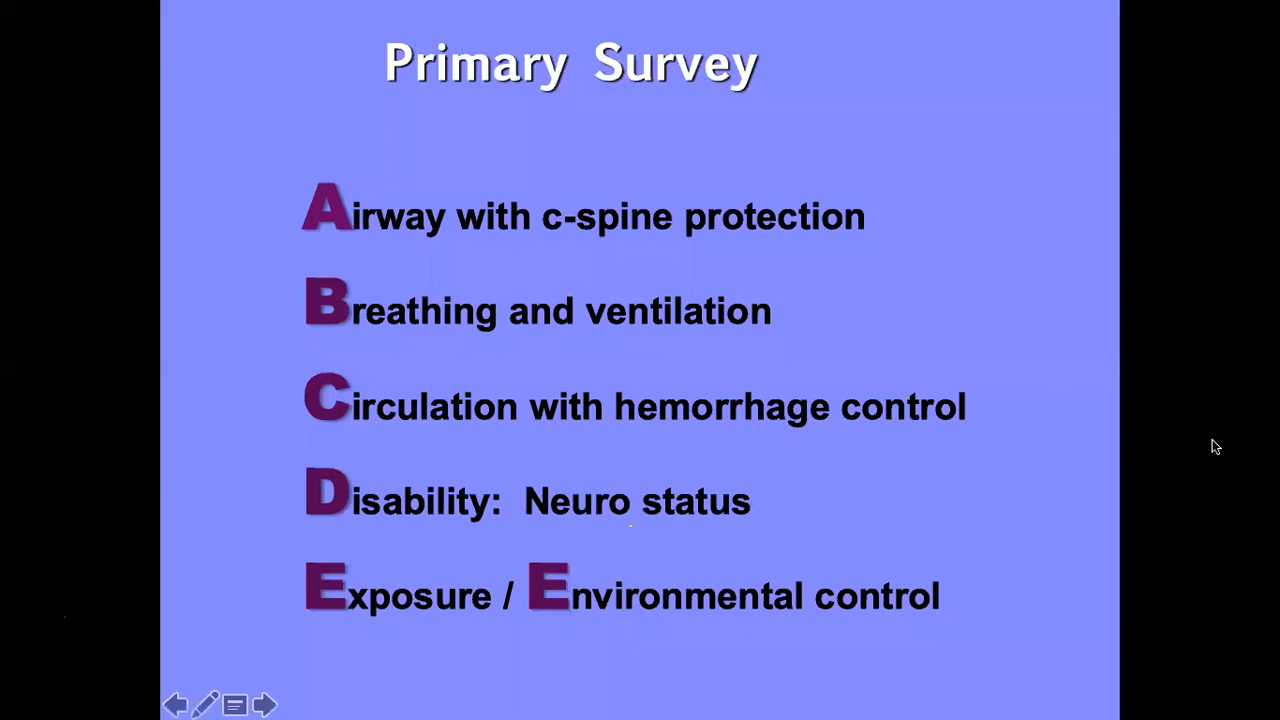 Primary Survey
Airway with c-spine protection
Breathing and ventilation
Circulation with hemorrhage control
Disability: Neuro status
Exposure / Environmental control